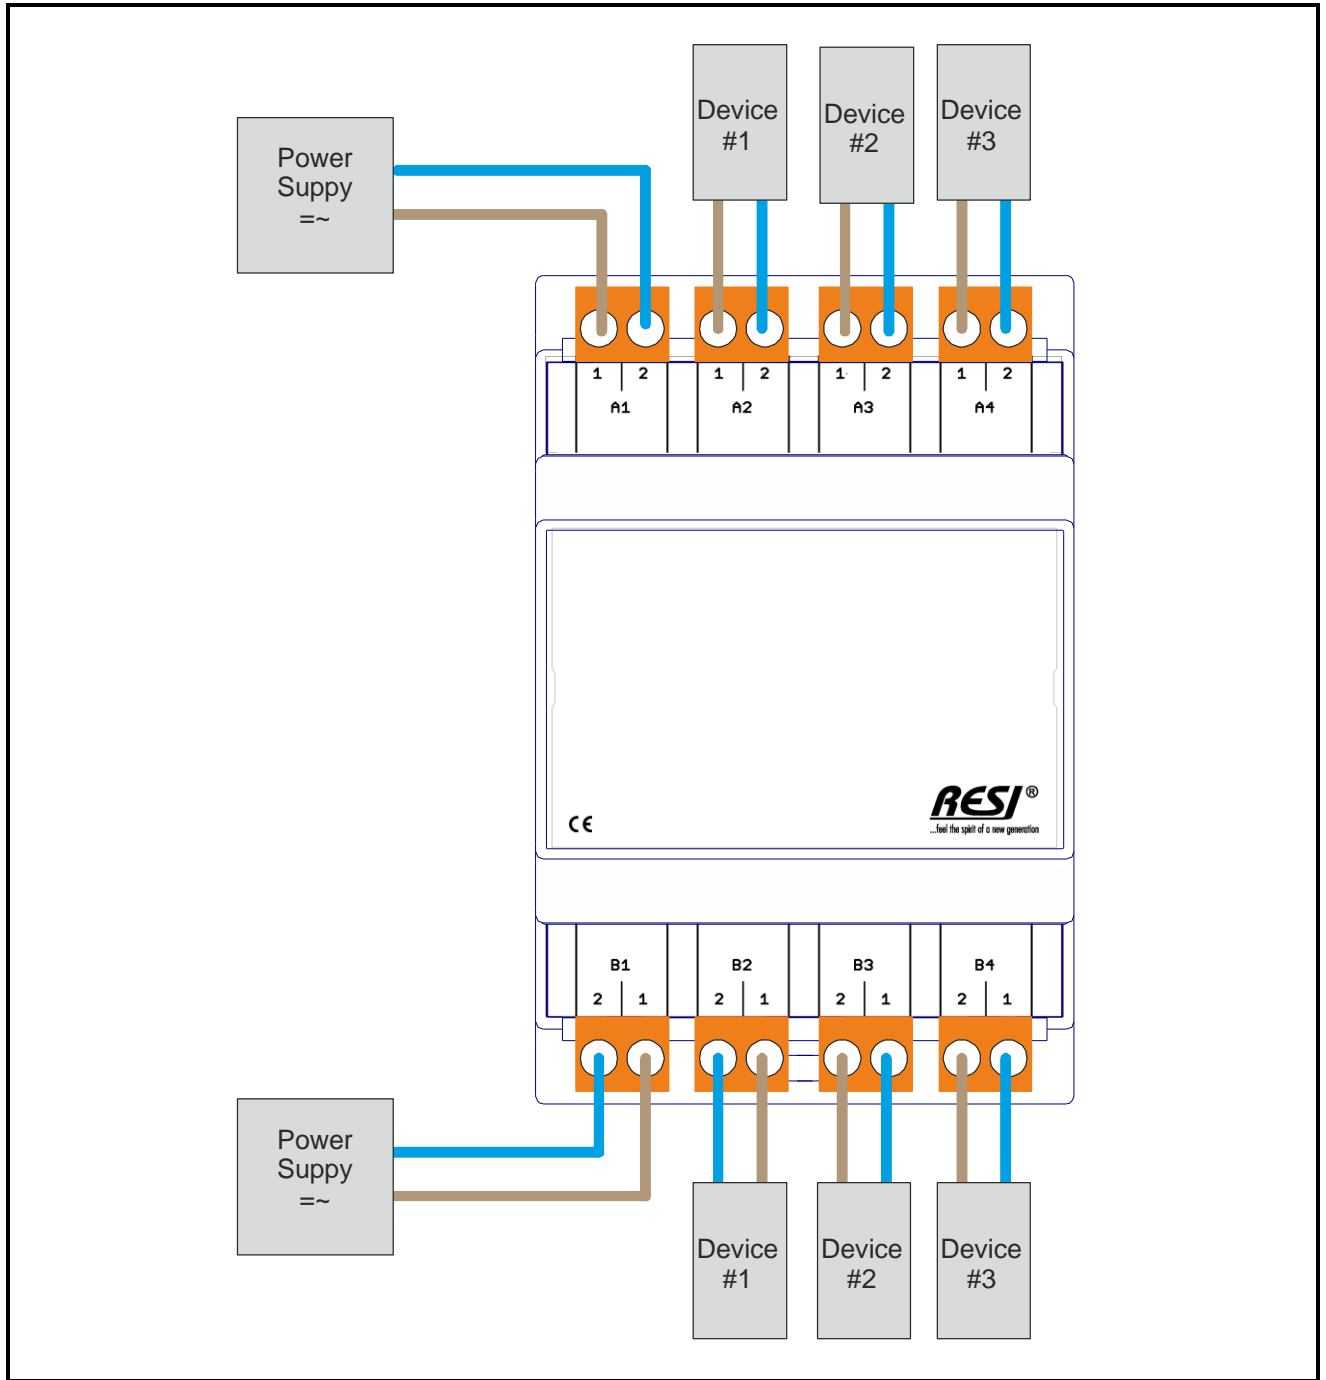 Device
#1
Device
#2
Device
#3
Power
Suppy
=~
1 2
A1
1 2
A2
1 2
A3
1 2
A4
CE
RESI®
...feel the spirit of a new generation
B1
2 1
B2
2 1
B3
2 1
B4
2 1
Power
Suppy
=~
Device
#1
Device
#2
Device
#3